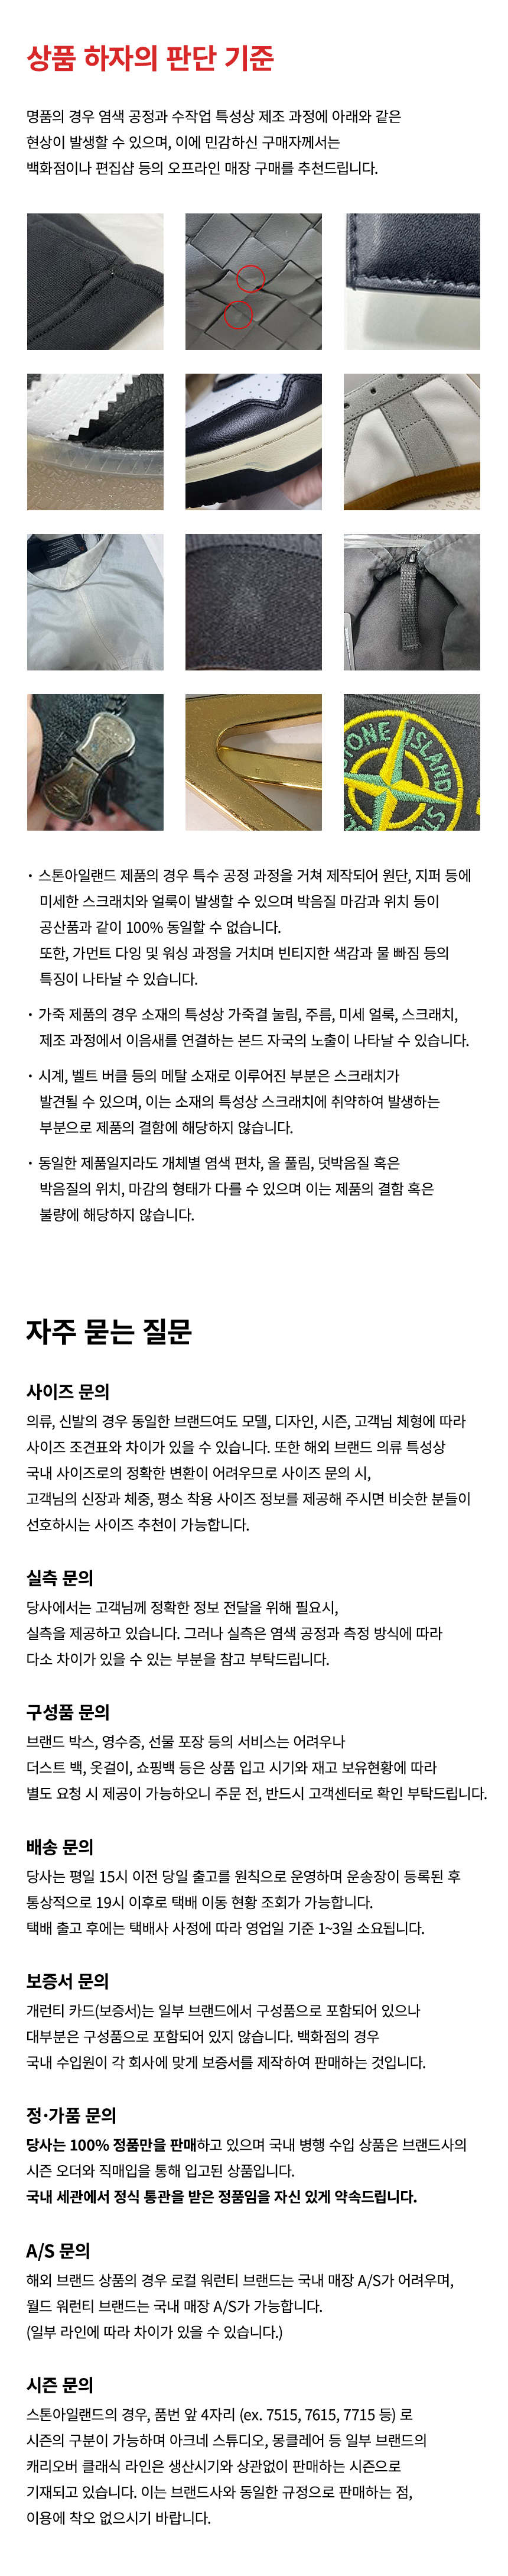 상품 하자의 판단 기준
명품의 경우 염색 공정과 수작업 특성상 제조 과정에 아래와 같은
현상이 발생할 수 있으며, 이에 민감하신 구매자께서는
백화점이나 편집샵 등의 오프라인 매장 구매를 추천드립니다.
STONE ISLAND
· 스톤아일랜드 제품의 경우 특수 공정 과정을 거쳐 제작되어 원단, 지퍼 등에
미세한 스크래치와 얼룩이 발생할 수 있으며 박음질 마감과 위치 등이
공산품과 같이 100% 동일할 수 없습니다.
또한, 가먼트 다잉 및 워싱 과정을 거치며 빈티지한 색감과 물 빠짐 등의
특징이 나타날 수 있습니다.
· 가죽 제품의 경우 소재의 특성상 가죽결 눌림, 주름, 미세 얼룩, 스크래치,
제조 과정에서 이음새를 연결하는 본드 자국의 노출이 나타날 수 있습니다.
· 시계, 벨트 버클 등의 메탈 소재로 이루어진 부분은 스크래치가
발견될 수 있으며, 이는 소재의 특성상 스크래치에 취약하여 발생하는
부분으로 제품의 결함에 해당하지 않습니다.
· 동일한 제품일지라도 개체별 염색 편차, 올 풀림, 덧박음질 혹은
박음질의 위치, 마감의 형태가 다를 수 있으며 이는 제품의 결함 혹은
불량에 해당하지 않습니다.
자주 묻는 질문
사이즈 문의
의류, 신발의 경우 동일한 브랜드여도 모델, 디자인, 시즌, 고객님 체형에 따라
사이즈 조견표와 차이가 있을 수 있습니다. 또한 해외 브랜드 의류 특성상
국내 사이즈로의 정확한 변환이 어려우므로 사이즈 문의 시,
고객님의 신장과 체중, 평소 착용 사이즈 정보를 제공해 주시면 비슷한 분들이
선호하시는 사이즈 추천이 가능합니다.
실측 문의
당사에서는 고객님께 정확한 정보 전달을 위해 필요시,
실측을 제공하고 있습니다. 그러나 실측은 염색 공정과 측정 방식에 따라
다소 차이가 있을 수 있는 부분을 참고 부탁드립니다.
구성품 문의
브랜드 박스, 영수증, 선물 포장 등의 서비스는 어려우나
더스트 백, 옷걸이, 쇼핑백 등은 상품 입고 시기와 재고 보유현황에 따라
별도 요청 시 제공이 가능하오니 주문 전, 반드시 고객센터로 확인 부탁드립니다.
배송 문의
당사는 평일 15시 이전 당일 출고를 원칙으로 운영하며 운송장이 등록된 후
통상적으로 19시 이후로 택배 이동 현황 조회가 가능합니다.
택배 출고 후에는 택배사 사정에 따라 영업일 기준 1~3일 소요됩니다.
보증서 문의
개런티 카드(보증서)는 일부 브랜드에서 구성품으로 포함되어 있으나
대부분은 구성품으로 포함되어 있지 않습니다. 백화점의 경우
국내 수입원이 각 회사에 맞게 보증서를 제작하여 판매하는 것입니다.
정·가품 문의
당사는 100% 정품만을 판매하고 있으며 국내 병행 수입 상품은 브랜드사의
시즌 오더와 직매입을 통해 입고된 상품입니다.
국내 세관에서 정식 통관을 받은 정품임을 자신 있게 약속드립니다.
A/S 문의
해외 브랜드 상품의 경우 로컬 워런티 브랜드는 국내 매장 A/S가 어려우며,
월드 워런티 브랜드는 국내 매장 A/S가 가능합니다.
(일부 라인에 따라 차이가 있을 수 있습니다.)
시즌 문의
스톤아일랜드의 경우, 품번 앞 4자리 (ex. 7515, 7615, 7715 등) 로
시즌의 구분이 가능하며 아크네 스튜디오, 몽클레어 등 일부 브랜드의
캐리오버 클래식 라인은 생산시기와 상관없이 판매하는 시즌으로
기재되고 있습니다. 이는 브랜드사와 동일한 규정으로 판매하는 점,
이용에 착오 없으시기 바랍니다.